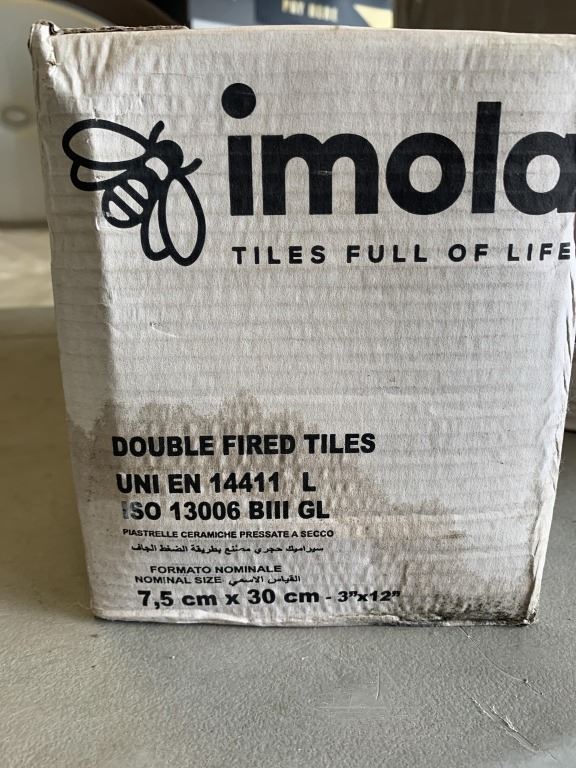 imola
TILES FULL OF LIFE
DOUBLE FIRED TILES
UNI EN 14411 L
ISO 13006 BIII GL
PIASTRELLE CERAMICHE PRESSATE A SECCO
سيراميك حجري مصنع بطريقة الضغط الجاف
FORMATO NOMINALE
NOMINAL SIZE القياس الاسمي
7,5 cm x 30 cm - 3"x12"